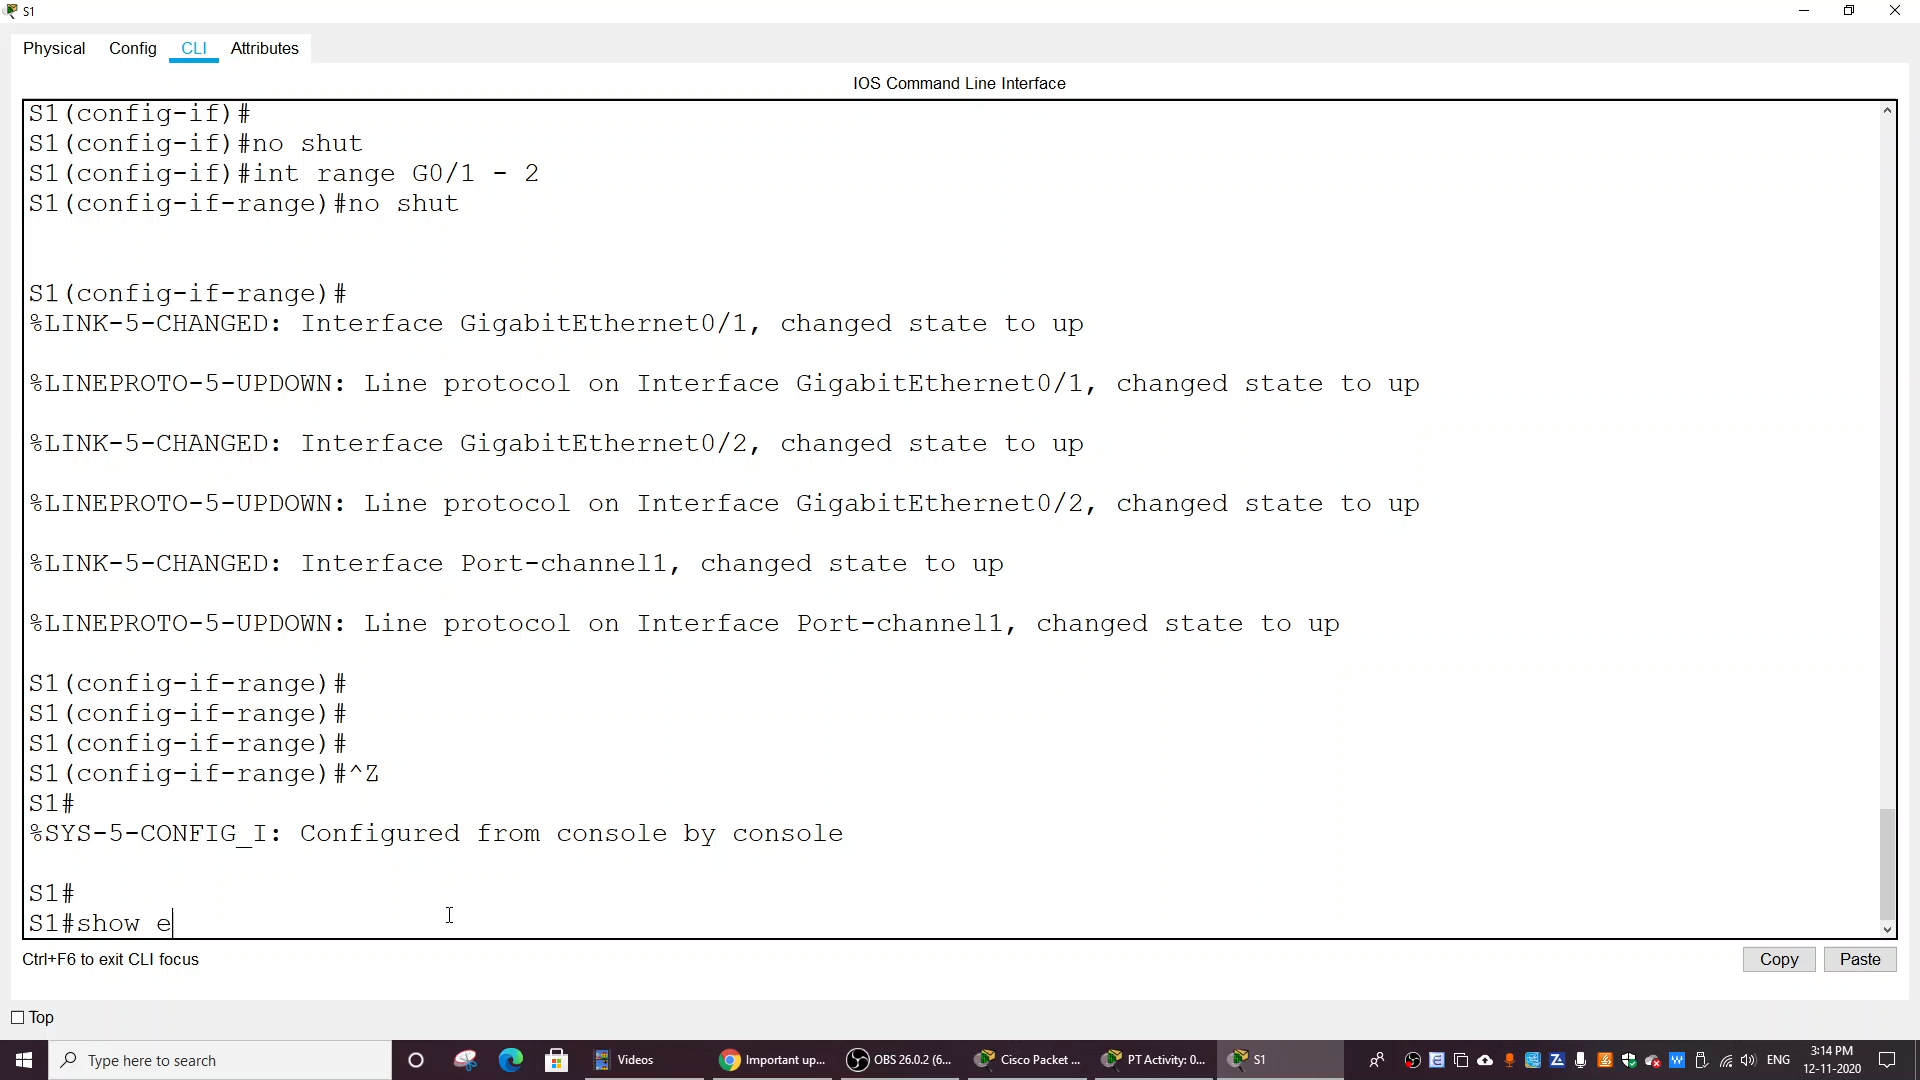 S1
Physical Config CLI Attributes
IOS Command Line Interface
S1(config-if)#
S1(config-if)#no shut
S1(config-if)#int range G0/1 - 2
S1(config-if-range)#no shut
S1(config-if-range)#
%LINK-5-CHANGED: Interface GigabitEthernet0/1, changed state to up
%LINEPROTO-5-UPDOWN: Line protocol on Interface GigabitEthernet0/1, changed state to up
%LINK-5-CHANGED: Interface GigabitEthernet0/2, changed state to up
%LINEPROTO-5-UPDOWN: Line protocol on Interface GigabitEthernet0/2, changed state to up
%LINK-5-CHANGED: Interface Port-channel1, changed state to up
%LINEPROTO-5-UPDOWN: Line protocol on Interface Port-channel1, changed state to up
S1(config-if-range)#
S1(config-if-range)#
S1(config-if-range)#
S1(config-if-range)#^Z
S1#
%SYS-5-CONFIG_I: Configured from console by console
S1#
S1#show e
Ctrl+F6 to exit CLI focus
Copy Paste
Top
Type here to search Videos Important up... OBS 26.0.2 (6... Cisco Packet ... PT Activity: 0... S1 ENG 3:14 PM
12-11-2020